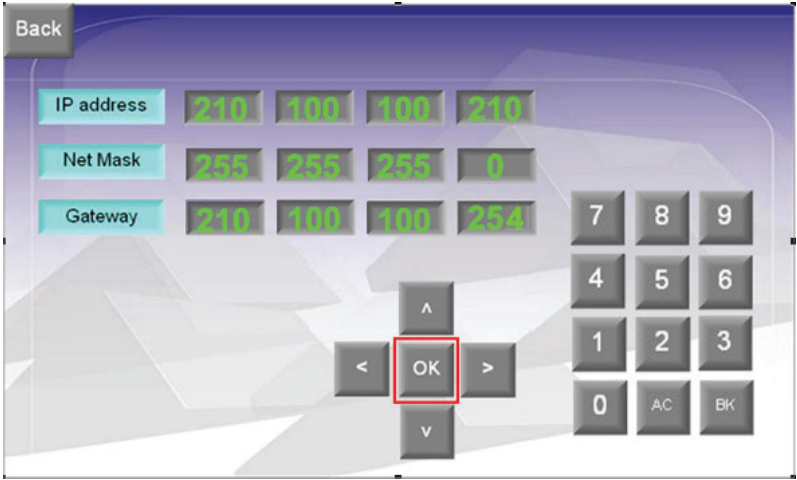 Back
IP address 210 100 100 210
Net Mask 255 255 255 0
Gateway 210 100 100 254
7 8 9
4 5 6
^
1 2 3
< OK >
0 AC BK
v